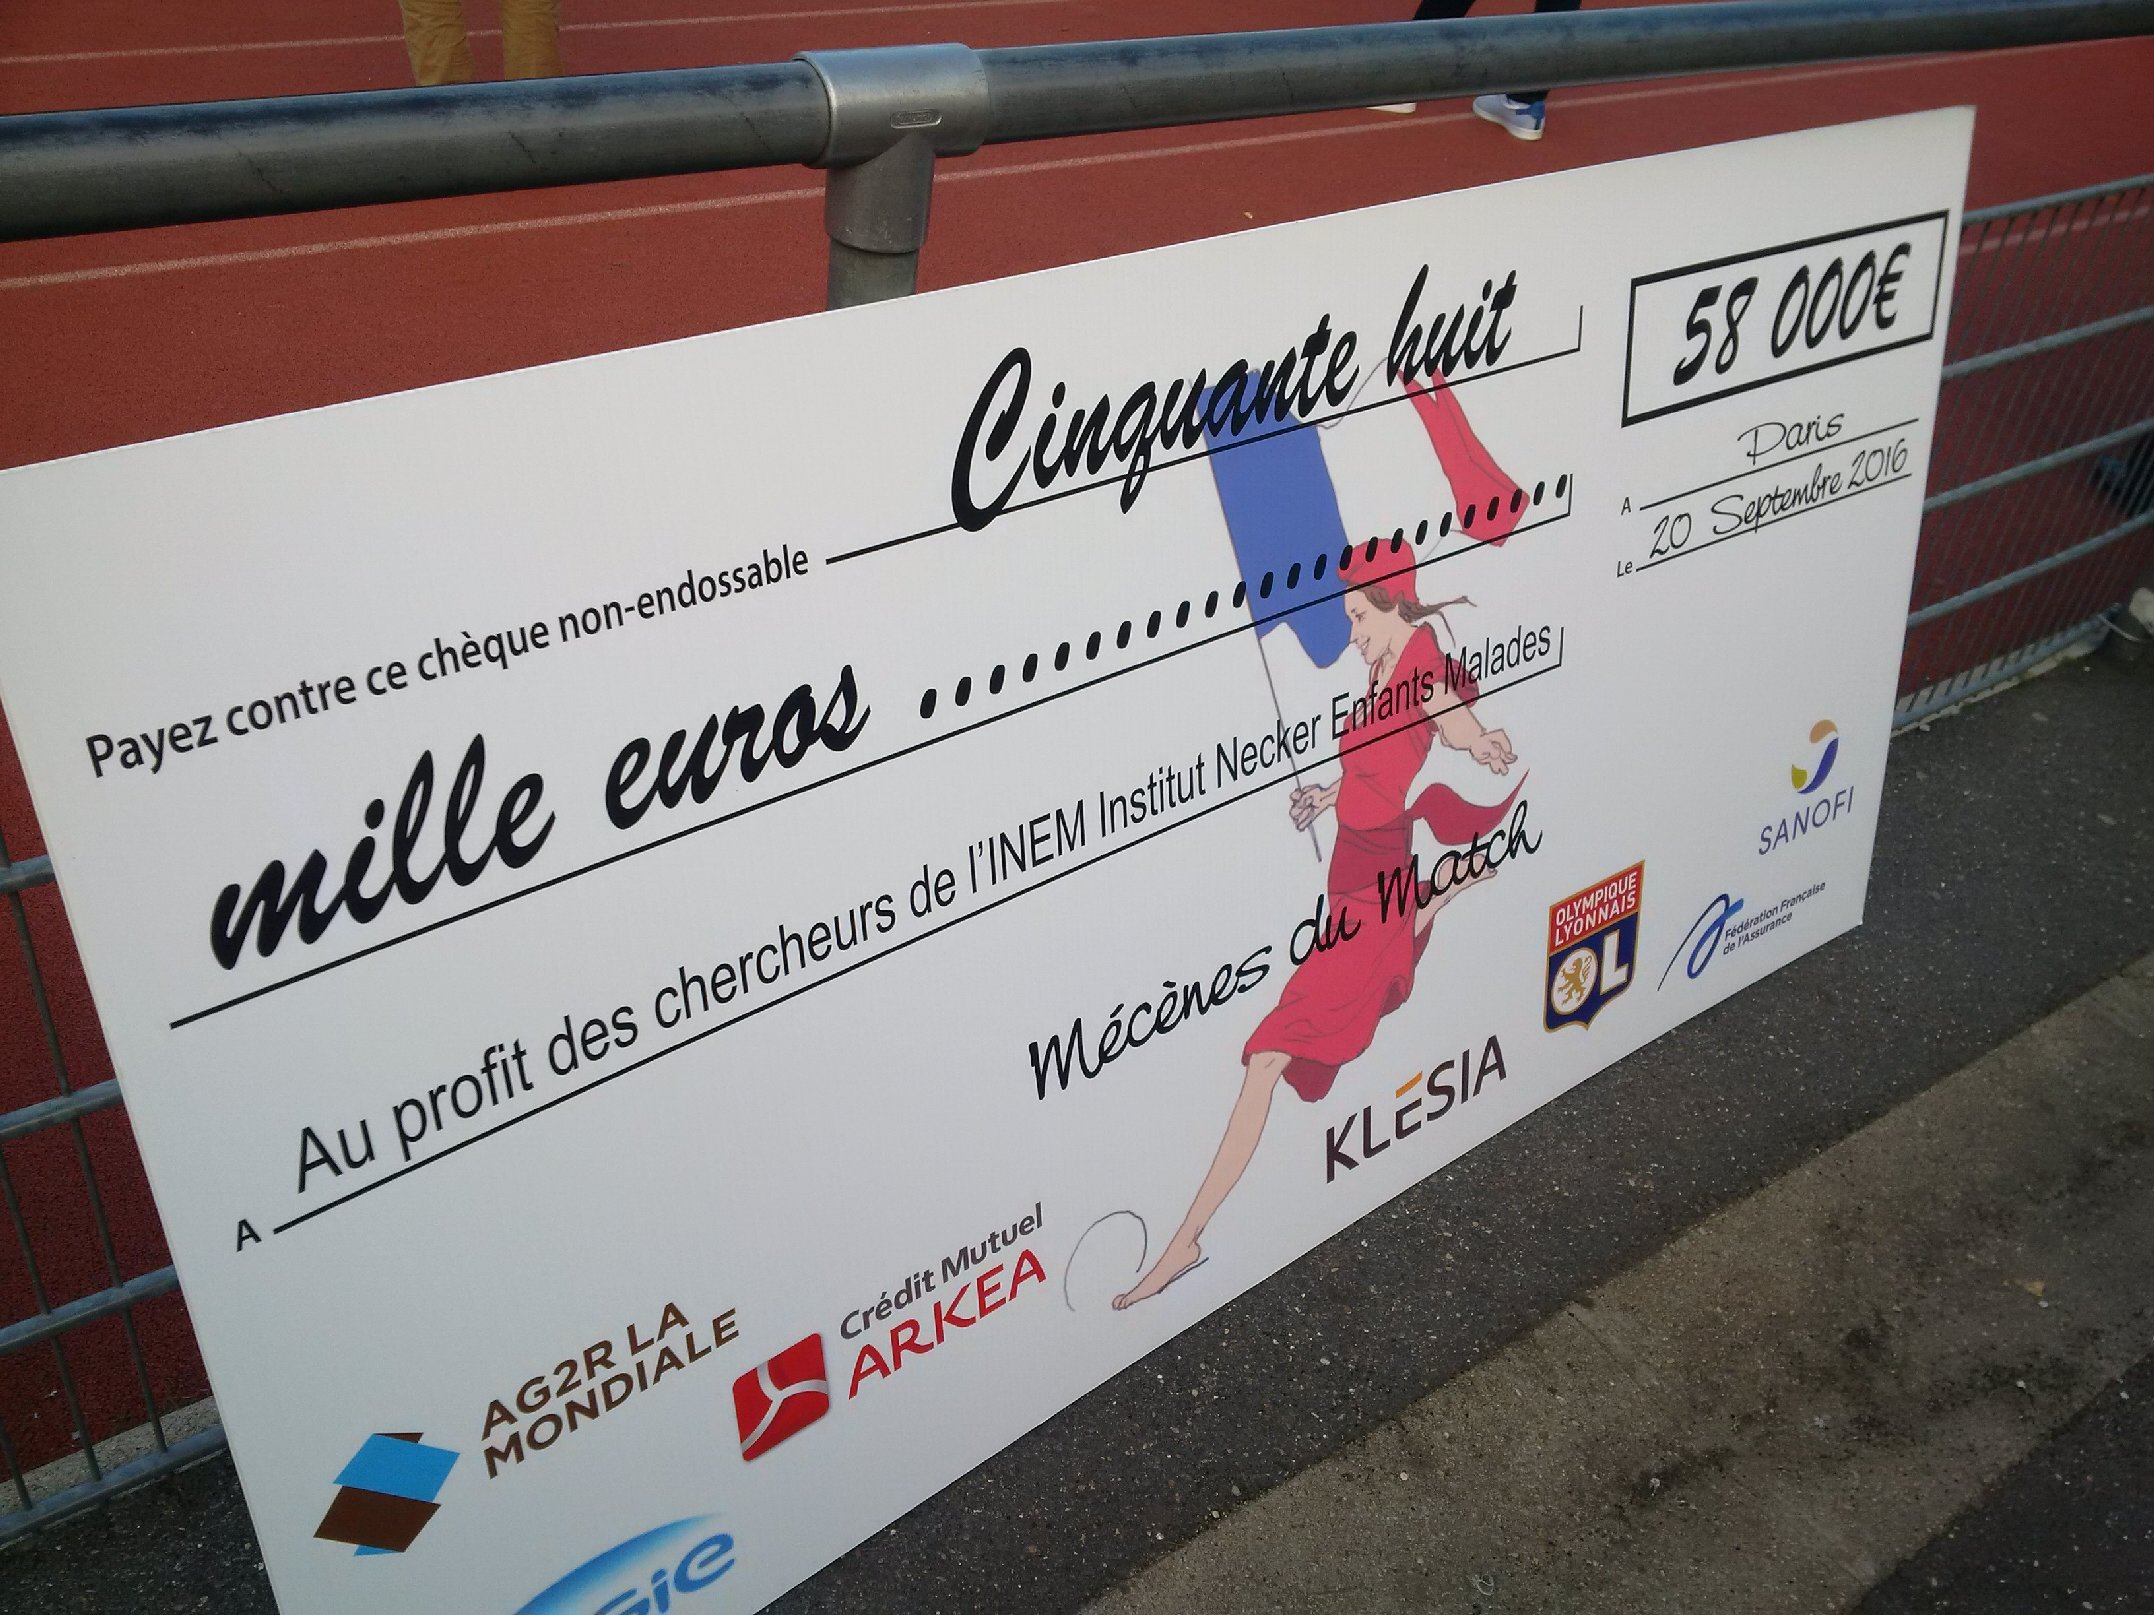 Payez contre ce chèque non-endossable Cinquante huit
mille euros ..............................
A Au profit des chercheurs de l'INEM Institut Necker Enfants Malades
58 000€
A Paris
Le 20 Septembre 2016
Mécènes du Match
AG2R LA
MONDIALE
Crédit Mutuel
ARKEA
KLESIA
OLYMPIQUE
LYONNAIS
OL
Fédération Française
de l'Assurance
SANOFI